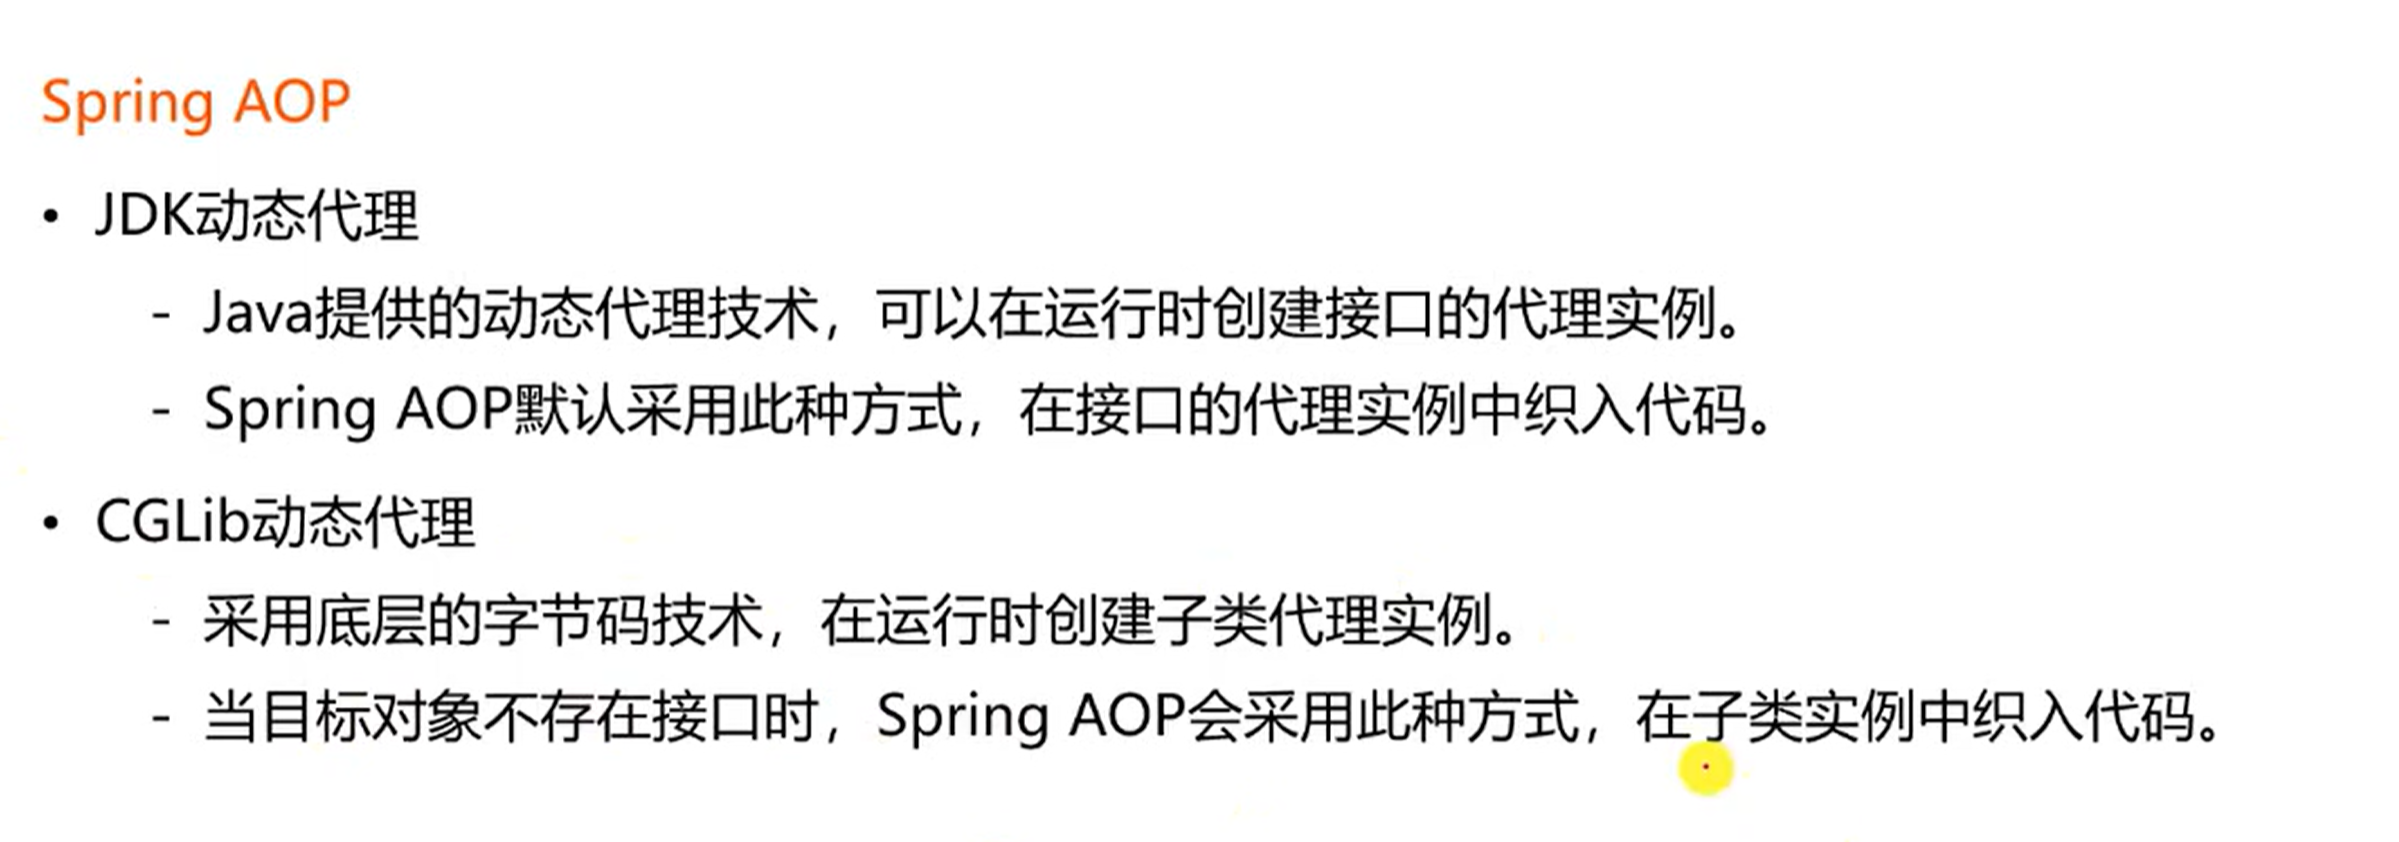 Spring AOP
• JDK动态代理
- Java提供的动态代理技术，可以在运行时创建接口的代理实例。
- Spring AOP默认采用此种方式，在接口的代理实例中织入代码。
• CGLib动态代理
- 采用底层的字节码技术，在运行时创建子类代理实例。
- 当目标对象不存在接口时，Spring AOP会采用此种方式，在子类实例中织入代码。